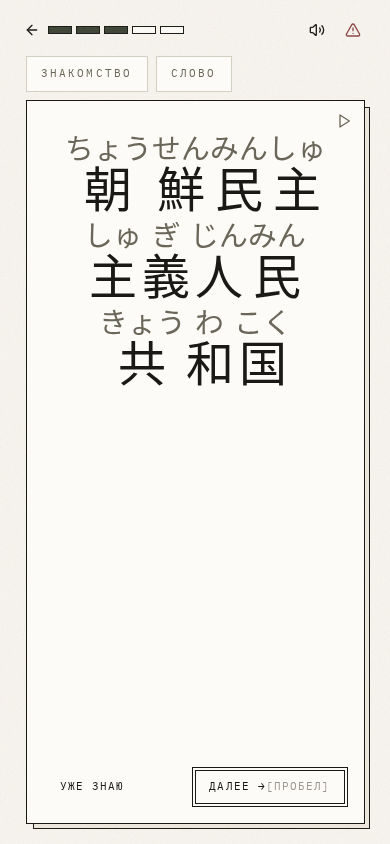 ЗНАКОМСТВО
СЛОВО
ちょうせんみんしゅ
朝鮮民主
しゅぎじんみん
主義人民
きょうわこく
共和国
УЖЕ ЗНАЮ
ДАЛЕЕ →[ПРОБЕЛ]